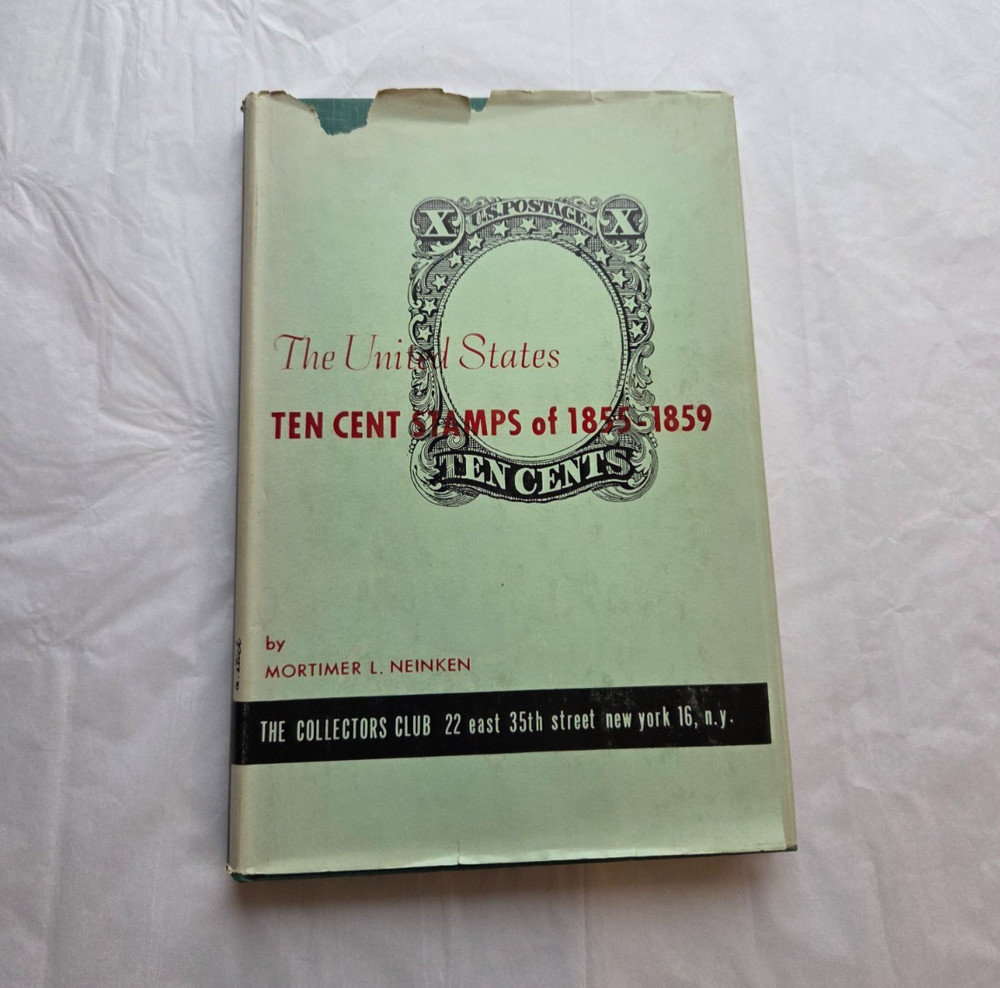 X U.S. POSTAGE. X
The United States
TEN CENT STAMPS of 1855-1859
TEN CENTS
by
MORTIMER L. NEINKEN
THE COLLECTORS CLUB 22 east 35th street new york 16, n.y.